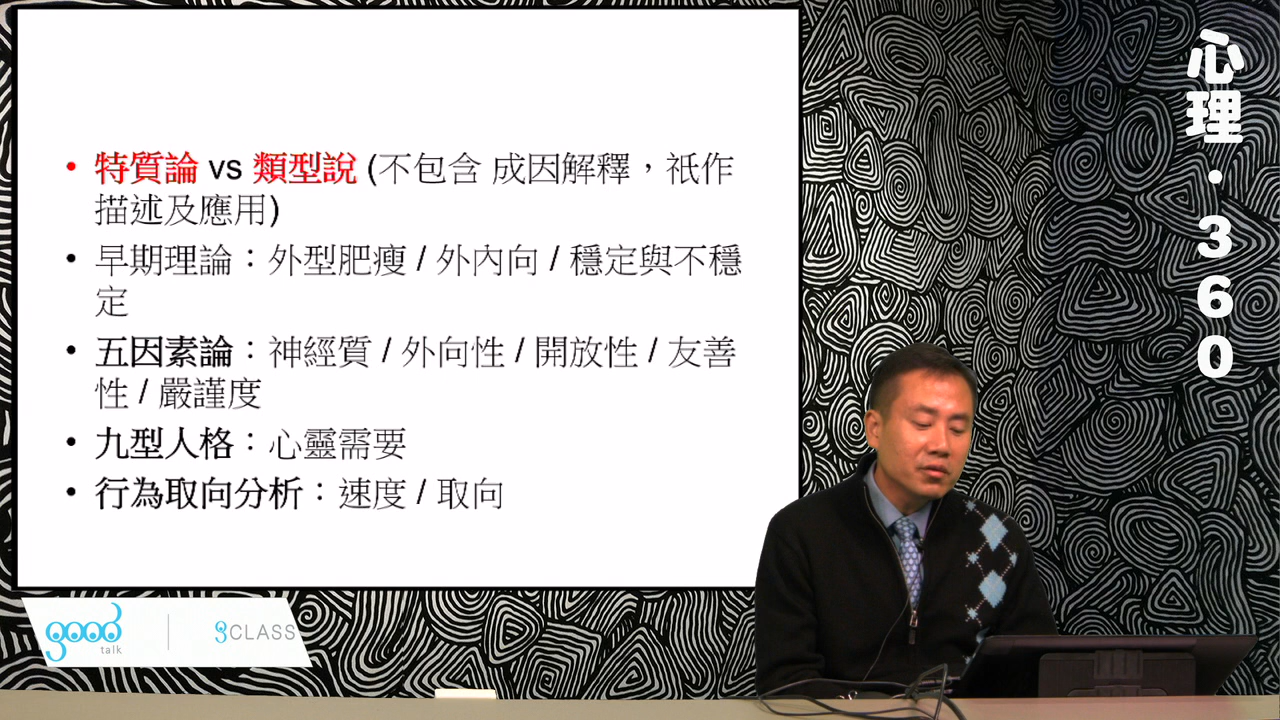 • 特質論 vs 類型說 (不包含 成因解釋，祇作
描述及應用)
• 早期理論：外型肥瘦 / 外內向 / 穩定與不穩
定
• 五因素論：神經質 / 外向性 / 開放性 / 友善
性 / 嚴謹度
• 九型人格：心靈需要
• 行為取向分析：速度 / 取向
心理・360
good
talk
gCLASS